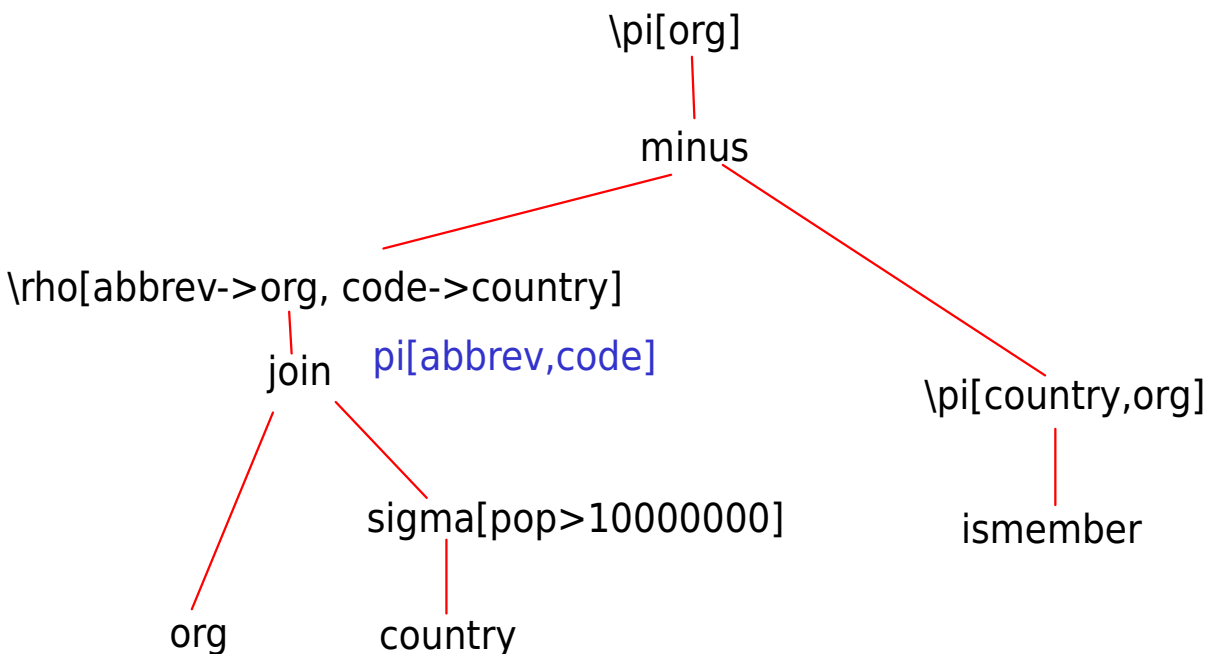 \pi[org]
minus
\rho[abbrev->org, code->country]
join
pi[abbrev,code]
\pi[country,org]
sigma[pop>10000000]
ismember
org
country